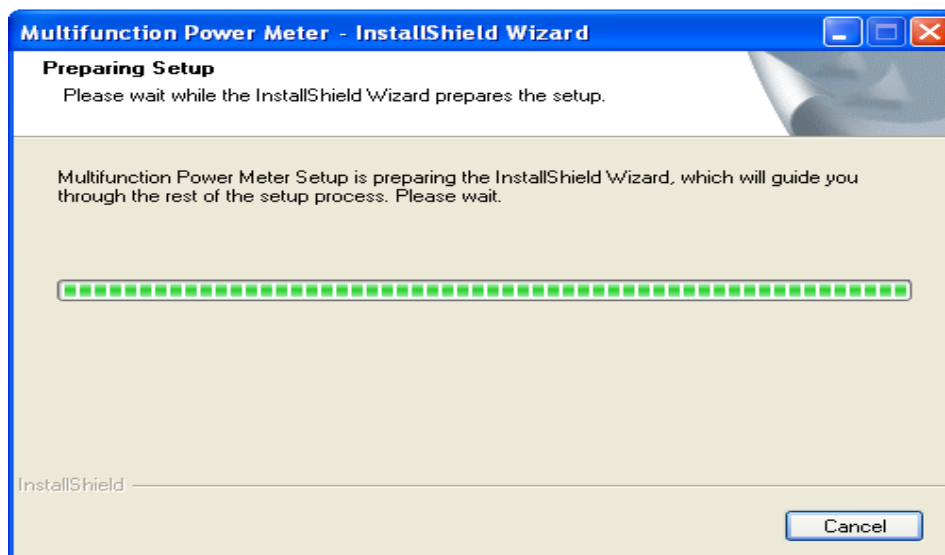 Multifunction Power Meter - InstallShield Wizard
Preparing Setup
Please wait while the InstallShield Wizard prepares the setup.
Multifunction Power Meter Setup is preparing the InstallShield Wizard, which will guide you
through the rest of the setup process. Please wait.
InstallShield
Cancel